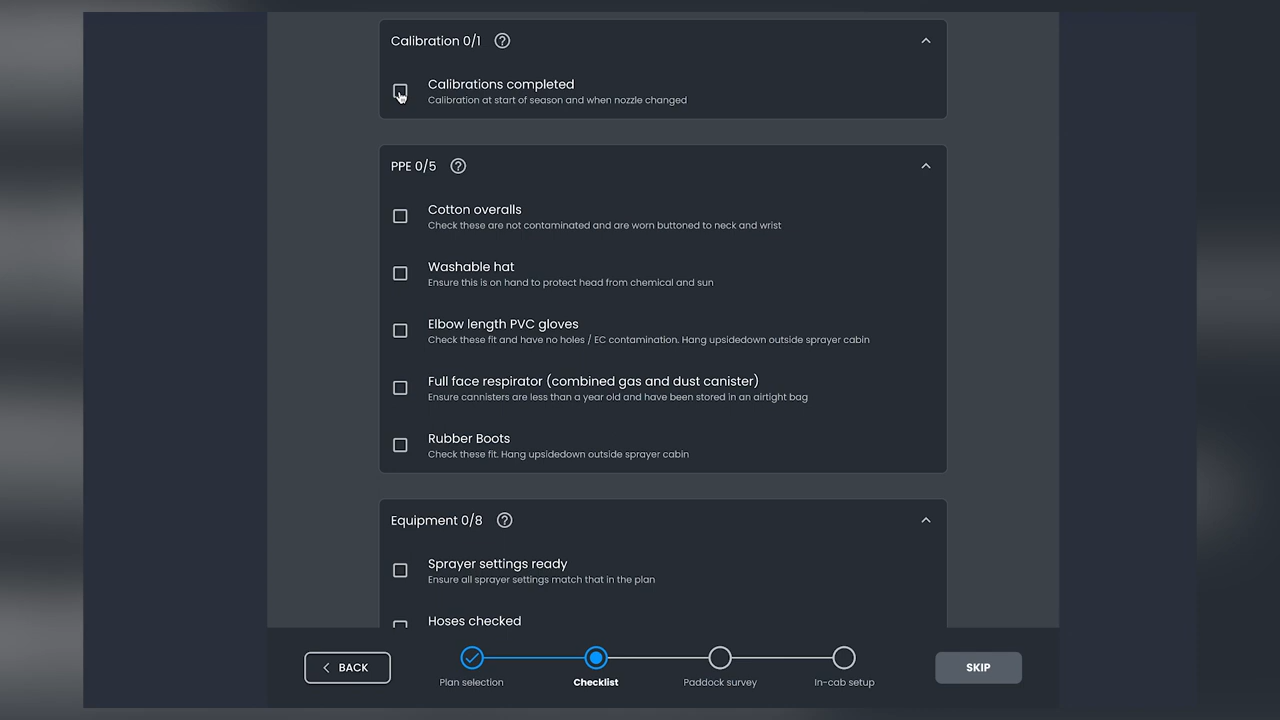 Calibration 0/1
Calibrations completed
Calibration at start of season and when nozzle changed
PPE 0/5
Cotton overalls
Check these are not contaminated and are worn buttoned to neck and wrist
Washable hat
Ensure this is on hand to protect head from chemical and sun
Elbow length PVC gloves
Check these fit and have no holes / EC contamination. Hang upsidedown outside sprayer cabin
Full face respirator (combined gas and dust canister)
Ensure cannisters are less than a year old and have been stored in an airtight bag
Rubber Boots
Check these fit. Hang upsidedown outside sprayer cabin
Equipment 0/8
Sprayer settings ready
Ensure all sprayer settings match that in the plan
Hoses checked
BACK
Plan selection
Checklist
Paddock survey
In-cab setup
SKIP